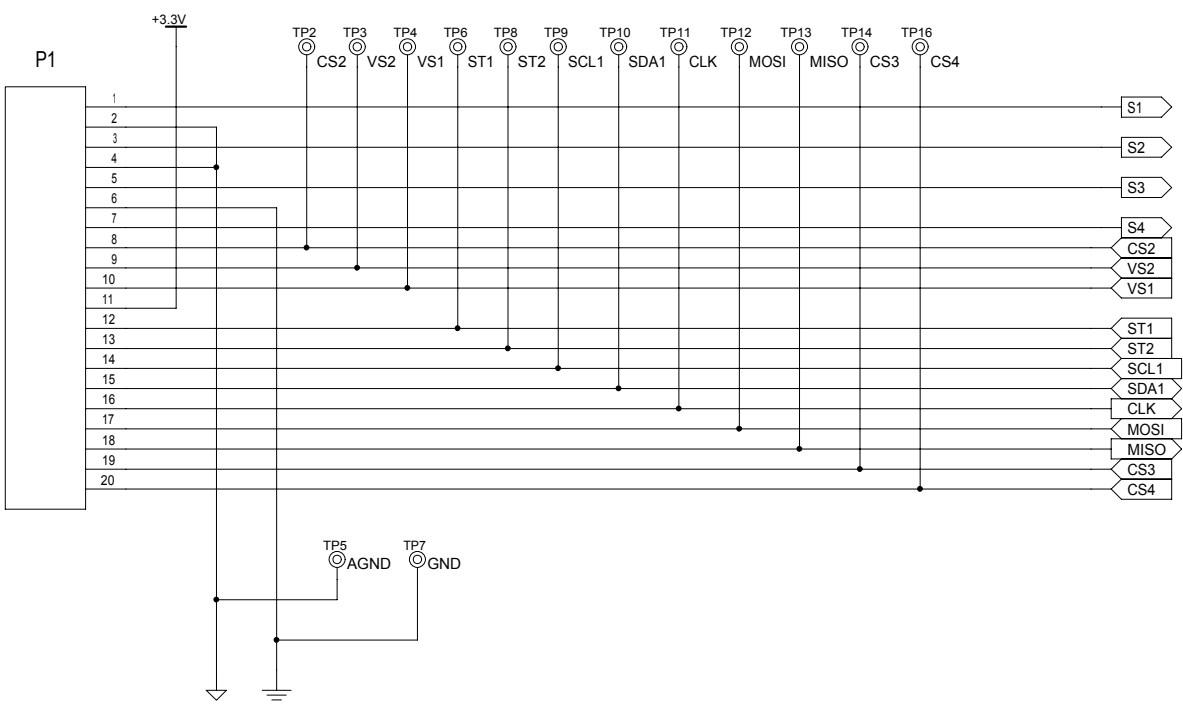 +3.3V
TP2 TP3 TP4 TP6 TP8 TP9 TP10 TP11 TP12 TP13 TP14 TP16
CS2 VS2 VS1 ST1 ST2 SCL1 SDA1 CLK MOSI MISO CS3 CS4
P1
1 S1
2
3 S2
4
5 S3
6
7 S4
8 CS2
9 VS2
10 VS1
11
12 ST1
13 ST2
14 SCL1
15 SDA1
16 CLK
17 MOSI
18 MISO
19 CS3
20 CS4
TP5 TP7
AGND GND